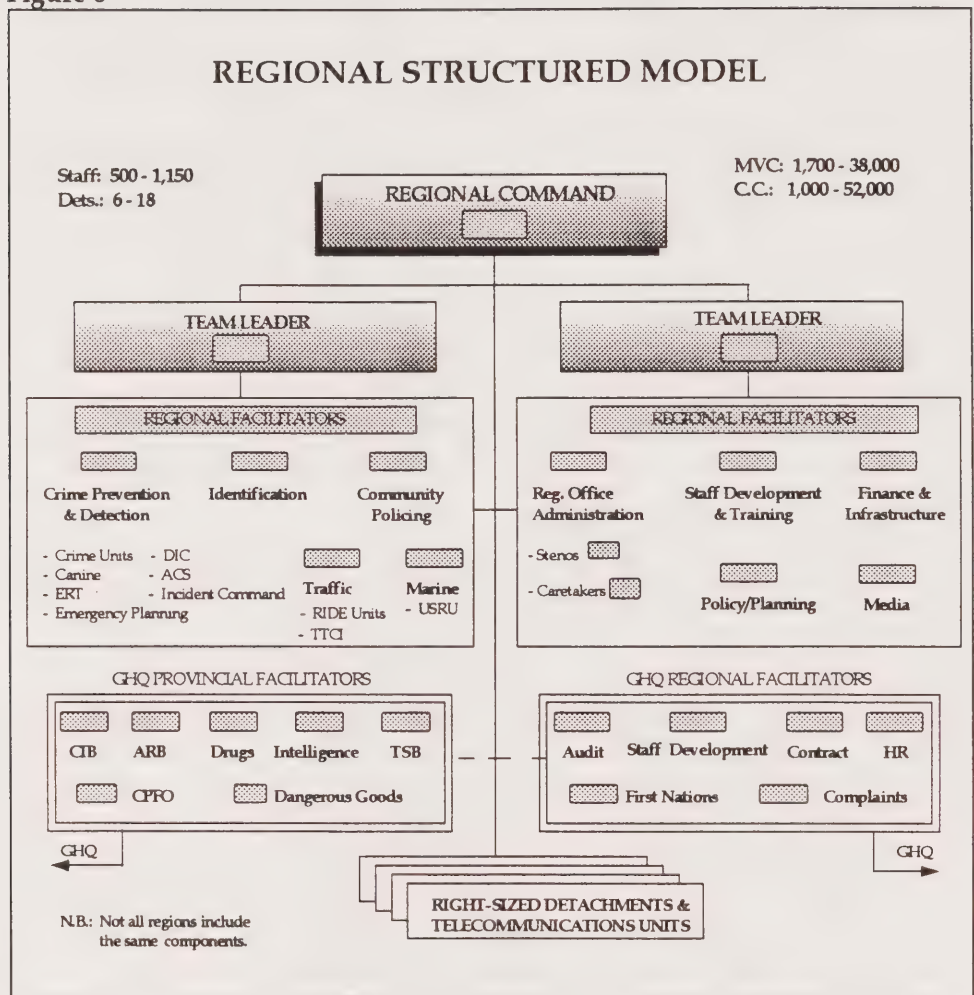 REGIONAL STRUCTURED MODEL
Staff: 500 - 1,150
Dets.: 6 - 18
MVC: 1,700 - 38,000
C.C.: 1,000 - 52,000
REGIONAL COMMAND
TEAM LEADER
TEAM LEADER
REGIONAL FACILITATORS
Crime Prevention
& Detection
Identification
Community
Policing
- Crime Units
- Canine
- ERT
- Emergency Planning
- DIC
- ACS
- Incident Command
Traffic
- RIDE Units
- TTCI
Marine
- USRU
REGIONAL FACILITATORS
Reg. Office
Administration
- Stenos
- Caretakers
Staff Development
& Training
Finance &
Infrastructure
Policy/Planning
Media
GHQ PROVINCIAL FACILITATORS
CIB ARB Drugs Intelligence TSB
CPFO Dangerous Goods
GHQ
GHQ REGIONAL FACILITATORS
Audit Staff Development Contract HR
First Nations Complaints
GHQ
RIGHT-SIZED DETACHMENTS &
TELECOMMUNICATIONS UNITS
N.B.: Not all regions include
the same components.